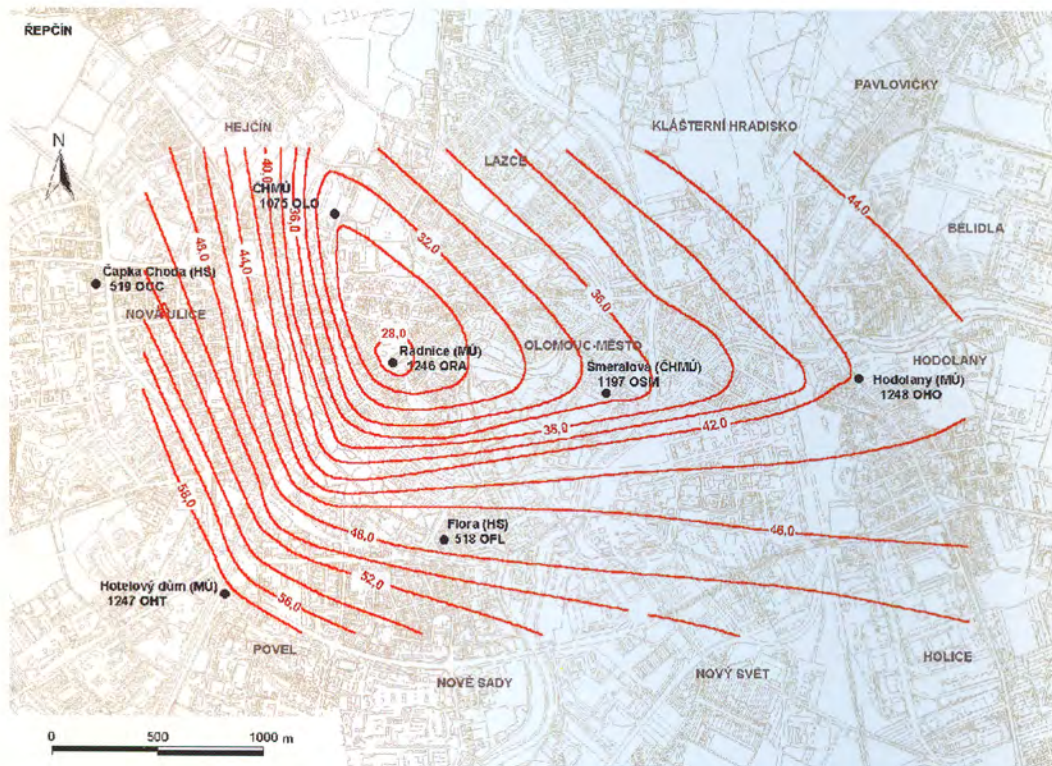 ŘEPČÍN
PAVLOVIČKY
HEJČÍN
KLÁŠTERNÍ HRADISKO
N
40,0
LAZCE
ČHMÚ
1075 OLO
36,0
44,0
BĚLIDLA
48,0
44,0
32,0
Čapka Choda (HS)
519 OCC
NOVÁ ULICE
36,0
28,0
Radnice (MÚ)
1246 ORA
OLOMOUC-MĚSTO
Šmeralova (ČHMÚ)
1197 OSM
HODOLANY
Hodolany (MÚ)
1248 OHO
38,0
42,0
58,0
Flora (HS)
518 OFL
48,0
46,0
Hotelový dům (MÚ)
1247 OHT
52,0
56,0
POVEL
NOVÉ SADY
NOVÝ SVĚT
HOLICE
0 500 1000 m